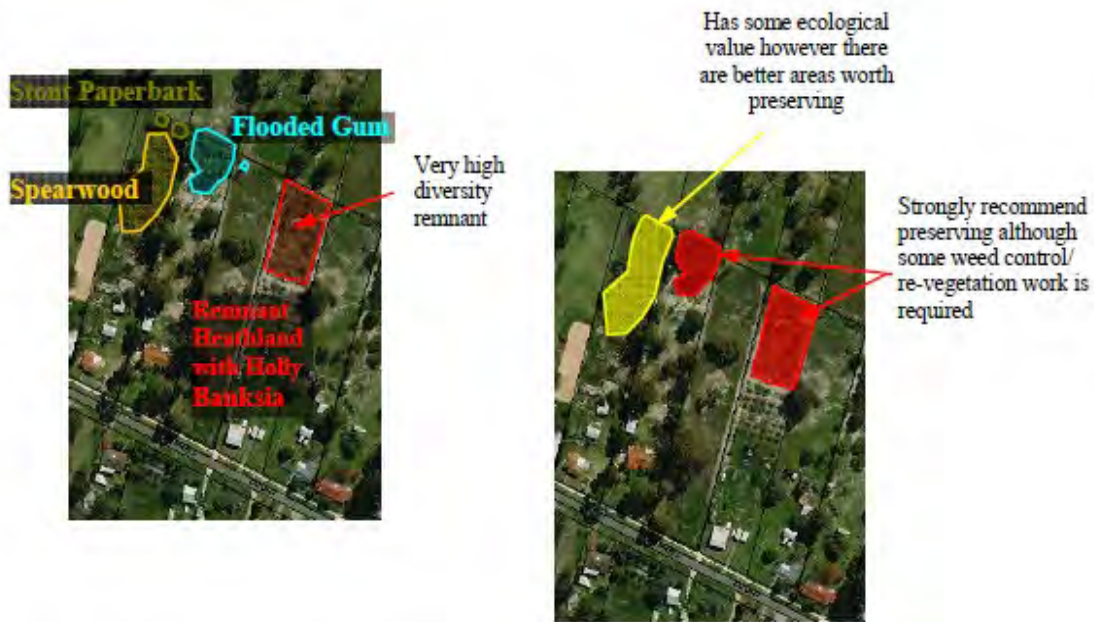 Stout Paperbark
Flooded Gum
Spearwood
Very high
diversity
remnant
Remnant
Heathland
with Holly
Banksia
Has some ecological
value however there
are better areas worth
preserving
Strongly recommend
preserving although
some weed control/
re-vegetation work is
required